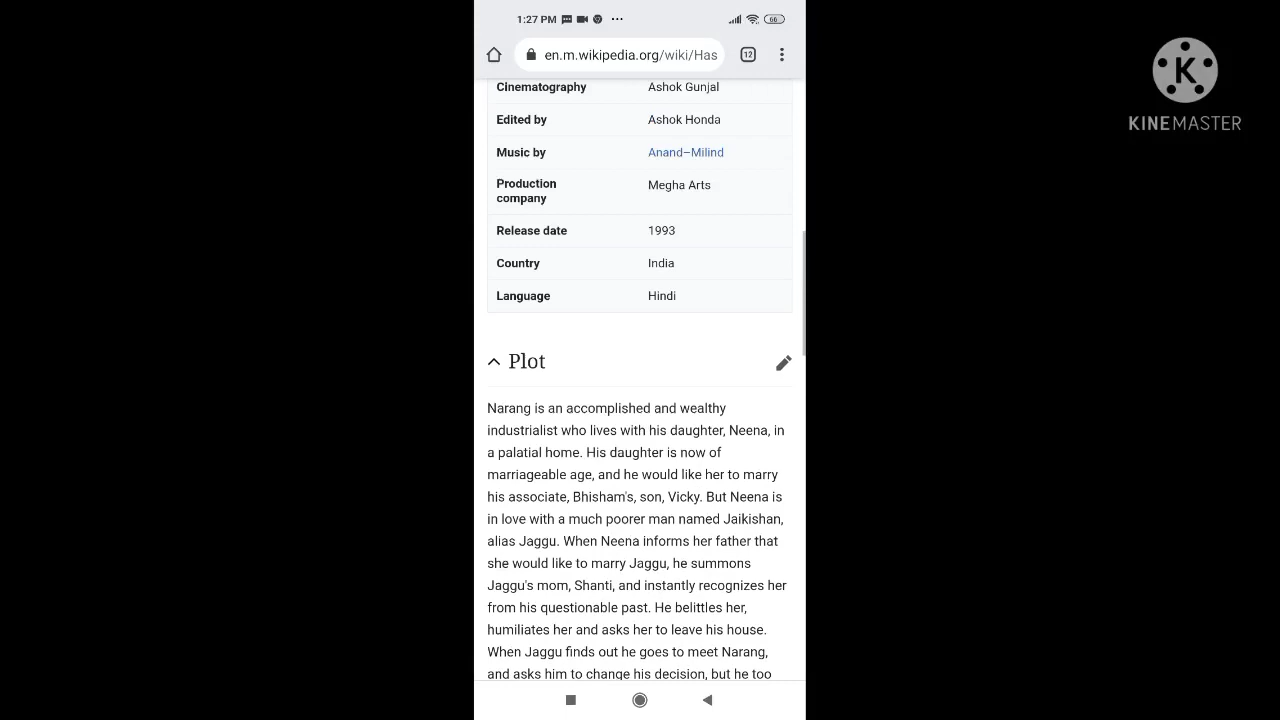 1:27 PM
66
en.m.wikipedia.org/wiki/Has
12
K
KINEMASTER
Cinematography Ashok Gunjal
Edited by Ashok Honda
Music by Anand–Milind
Production company Megha Arts
Release date 1993
Country India
Language Hindi
Plot
Narang is an accomplished and wealthy
industrialist who lives with his daughter, Neena, in
a palatial home. His daughter is now of
marriageable age, and he would like her to marry
his associate, Bhisham's, son, Vicky. But Neena is
in love with a much poorer man named Jaikishan,
alias Jaggu. When Neena informs her father that
she would like to marry Jaggu, he summons
Jaggu's mom, Shanti, and instantly recognizes her
from his questionable past. He belittles her,
humiliates her and asks her to leave his house.
When Jaggu finds out he goes to meet Narang,
and asks him to change his decision, but he too